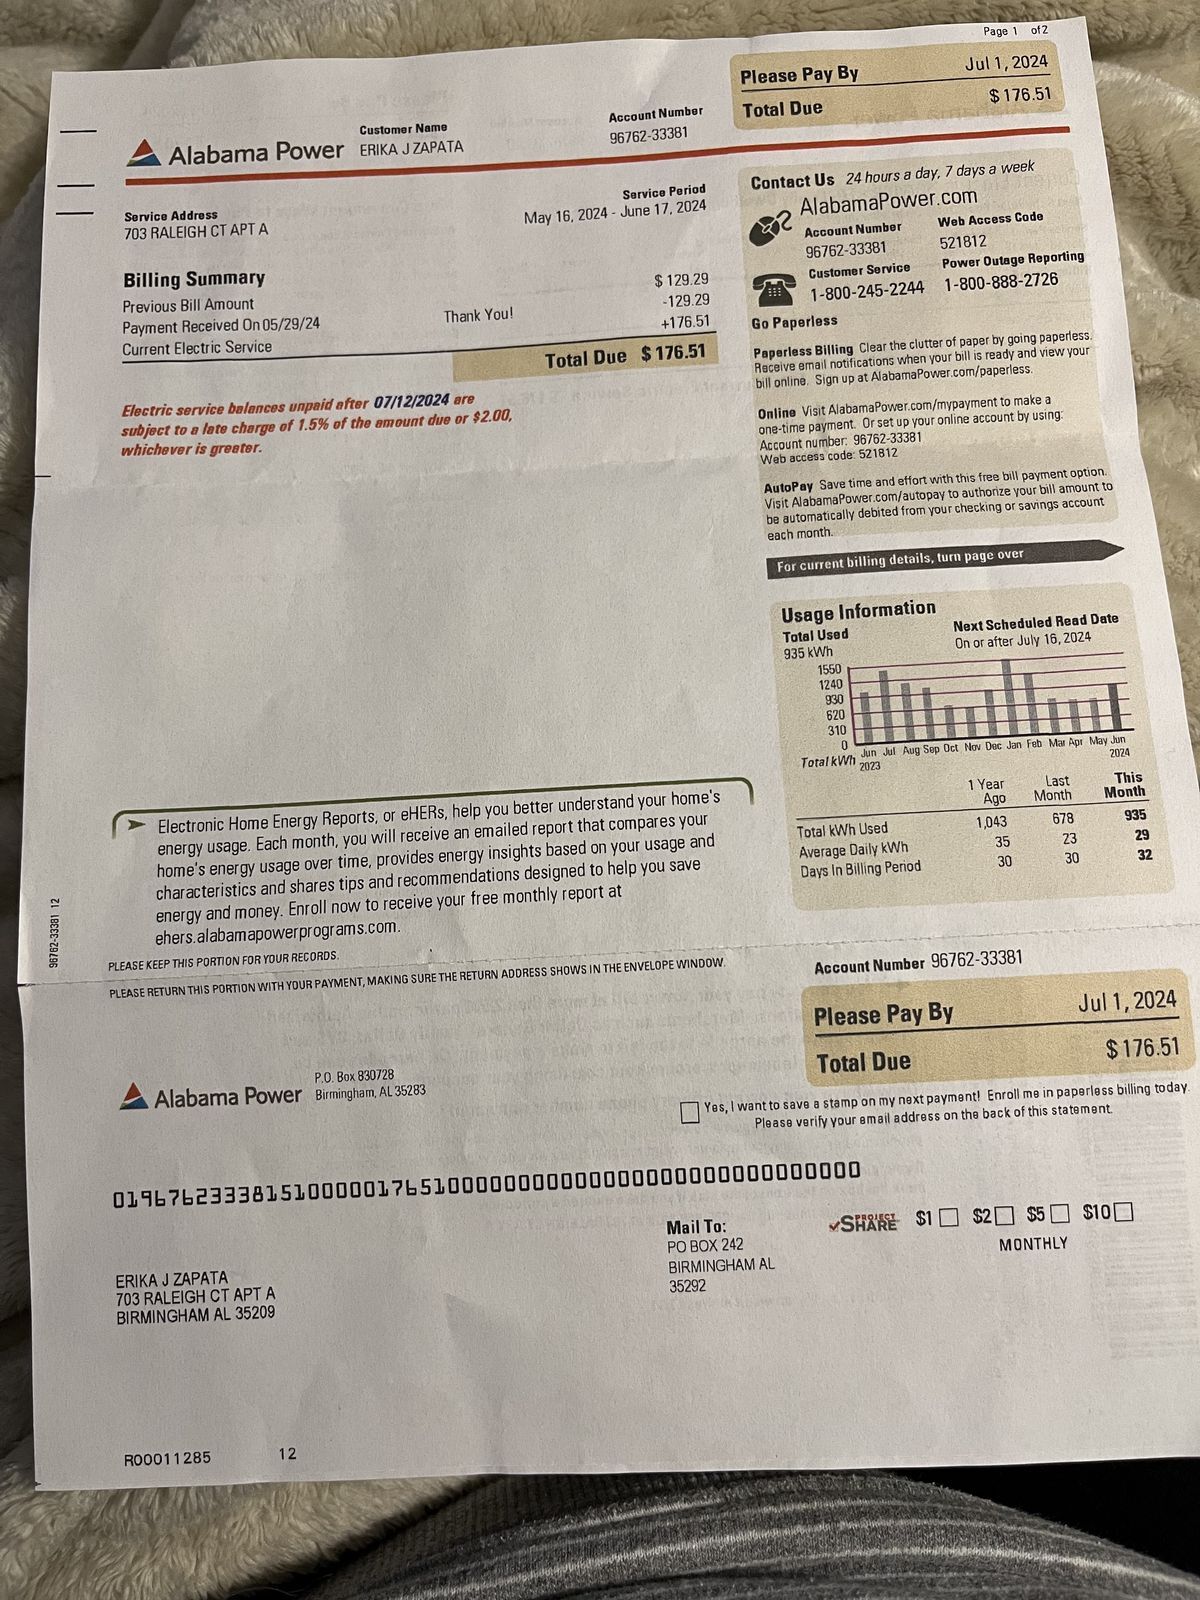 Page 1 of 2
Please Pay By Jul 1, 2024
Total Due $ 176.51
Alabama Power
Customer Name
ERIKA J ZAPATA
Account Number
96762-33381
Service Address
703 RALEIGH CT APT A
Service Period
May 16, 2024 - June 17, 2024
Billing Summary
Previous Bill Amount $ 129.29
Payment Received On 05/29/24 Thank You! -129.29
Current Electric Service +176.51
Total Due $ 176.51
Electric service balances unpaid after 07/12/2024 are
subject to a late charge of 1.5% of the amount due or $2.00,
whichever is greater.
Contact Us 24 hours a day, 7 days a week
AlabamaPower.com
Account Number Web Access Code
96762-33381 521812
Customer Service Power Outage Reporting
1-800-245-2244 1-800-888-2726
Go Paperless
Paperless Billing Clear the clutter of paper by going paperless.
Receive email notifications when your bill is ready and view your
bill online. Sign up at AlabamaPower.com/paperless.
Online Visit AlabamaPower.com/mypayment to make a
one-time payment. Or set up your online account by using:
Account number: 96762-33381
Web access code: 521812
AutoPay Save time and effort with this free bill payment option.
Visit AlabamaPower.com/autopay to authorize your bill amount to
be automatically debited from your checking or savings account
each month.
For current billing details, turn page over
Usage Information
Total Used Next Scheduled Read Date
935 kWh On or after July 16, 2024
1550
1240
930
620
310
0
Total kWh Jun Jul Aug Sep Oct Nov Dec Jan Feb Mar Apr May Jun
2023 2024
1 Year Ago Last Month This Month
Total kWh Used 1,043 678 935
Average Daily kWh 35 23 29
Days In Billing Period 30 30 32
Electronic Home Energy Reports, or eHERs, help you better understand your home's
energy usage. Each month, you will receive an emailed report that compares your
home's energy usage over time, provides energy insights based on your usage and
characteristics and shares tips and recommendations designed to help you save
energy and money. Enroll now to receive your free monthly report at
ehers.alabamapowerprograms.com.
96762-33381 12
PLEASE KEEP THIS PORTION FOR YOUR RECORDS.
PLEASE RETURN THIS PORTION WITH YOUR PAYMENT, MAKING SURE THE RETURN ADDRESS SHOWS IN THE ENVELOPE WINDOW.
Account Number 96762-33381
Please Pay By Jul 1, 2024
Total Due $ 176.51
Alabama Power
P.O. Box 830728
Birmingham, AL 35283
Yes, I want to save a stamp on my next payment! Enroll me in paperless billing today.
Please verify your email address on the back of this statement.
Mail To:
PO BOX 242
BIRMINGHAM AL
35292
PROJECT SHARE $1 $2 $5 $10
MONTHLY
ERIKA J ZAPATA
703 RALEIGH CT APT A
BIRMINGHAM AL 35209
R00011285 12